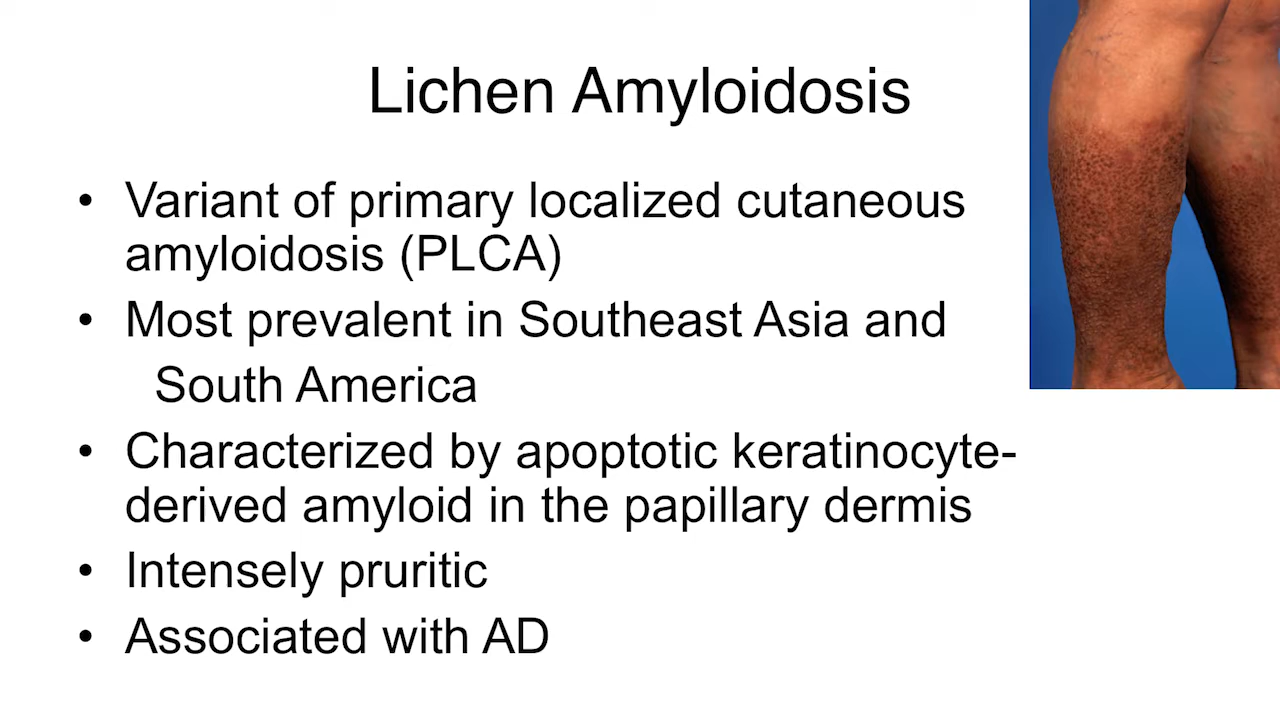 Lichen Amyloidosis
• Variant of primary localized cutaneous
amyloidosis (PLCA)
• Most prevalent in Southeast Asia and
South America
• Characterized by apoptotic keratinocyte-
derived amyloid in the papillary dermis
• Intensely pruritic
• Associated with AD